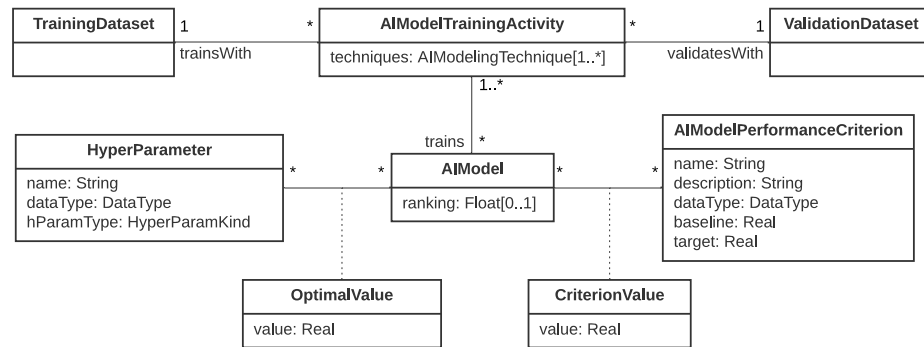 TrainingDataset
1
trainsWith
*
AIModelTrainingActivity
techniques: AIModelingTechnique[1..*]
*
validatesWith
1
ValidationDataset
1..*
trains
*
HyperParameter
name: String
dataType: DataType
hParamType: HyperParamKind
*
*
AIModel
ranking: Float[0..1]
*
*
AIModelPerformanceCriterion
name: String
description: String
dataType: DataType
baseline: Real
target: Real
OptimalValue
value: Real
CriterionValue
value: Real